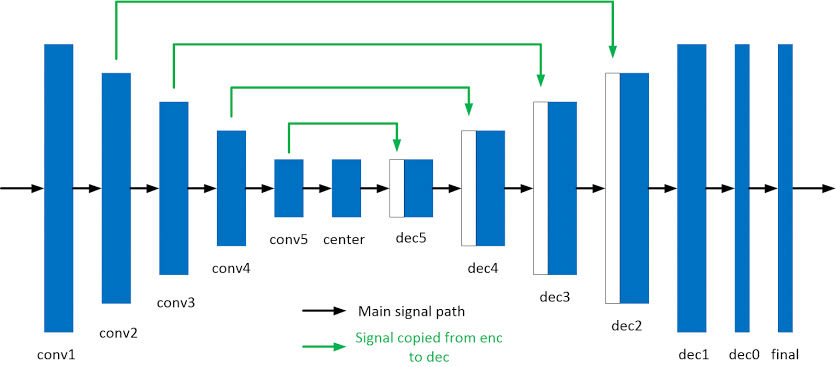 conv5
center
dec5
conv4
dec4
conv3
dec3
conv2
dec2
conv1
dec1
dec0
final
Main signal path
Signal copied from enc
to dec